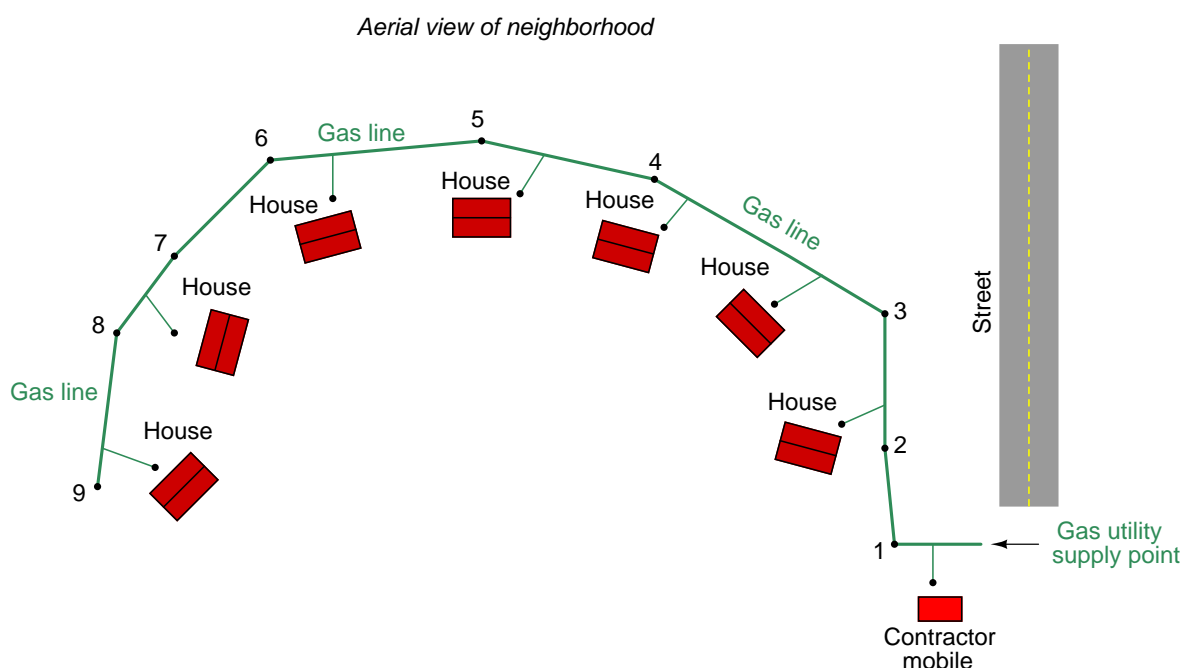 Aerial view of neighborhood
5
6
Gas line
4
House
House
House
Gas line
7
House
House
3
Street
8
Gas line
House
House
2
9
1
Gas utility
supply point
Contractor
mobile